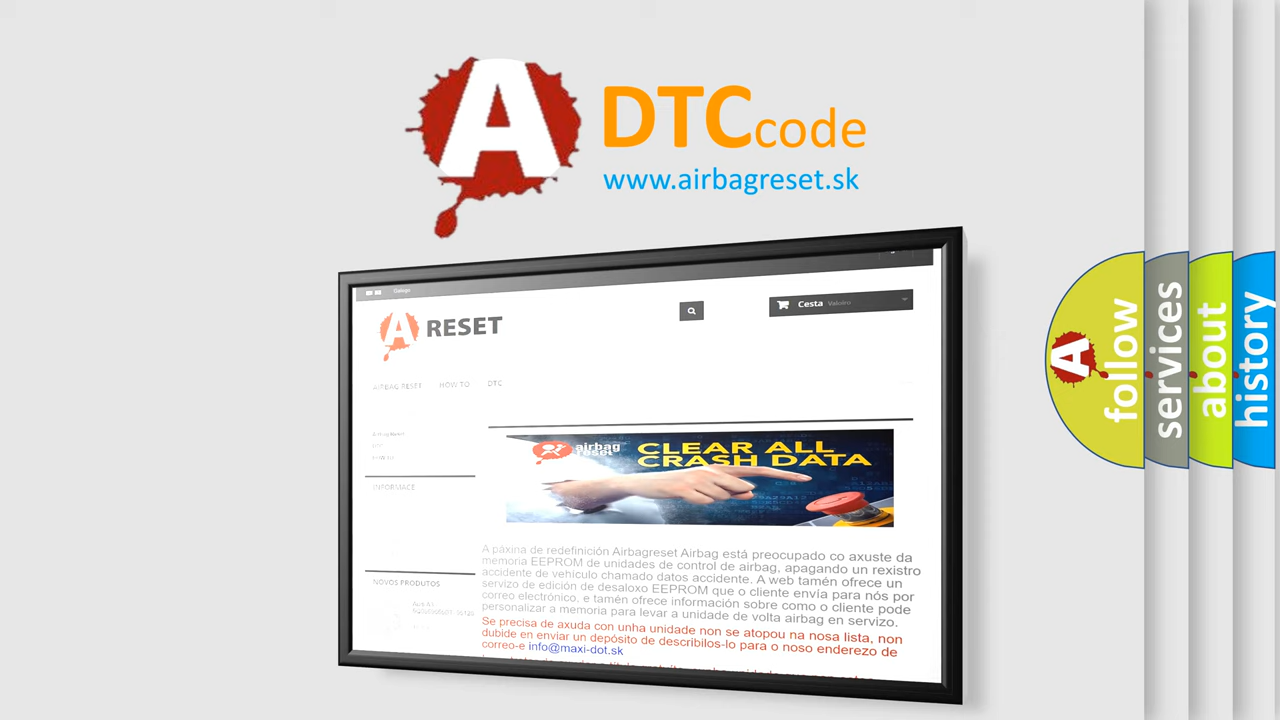 A
DTC code
www.airbagreset.sk
Galego
A RESET
Cesta Valeiro
AIRBAG RESET HOW TO DTC
INFORMACE
NOVOS PRODUTOS
airbag
reset
CLEAR ALL
CRASH DATA
A páxina de redefinición Airbagreset Airbag está preocupado co axuste da
memoria EEPROM de unidades de control de airbag, apagando un rexistro
accidente de vehículo chamado datos accidente. A web tamén ofrece un
servizo de edición de desaloxo EEPROM que o cliente envía para nós por
correo electrónico, e tamén ofrece información sobre como o cliente pode
personalizar a memoria para levar a unidade de volta airbag en servizo.
Se precisa de axuda con unha unidade non se atopou na nosa lista, non
dubide en enviar un depósito de describilos-lo para o noso enderezo de
correo-e info@maxi-dot.sk
A
follow
services
about
history